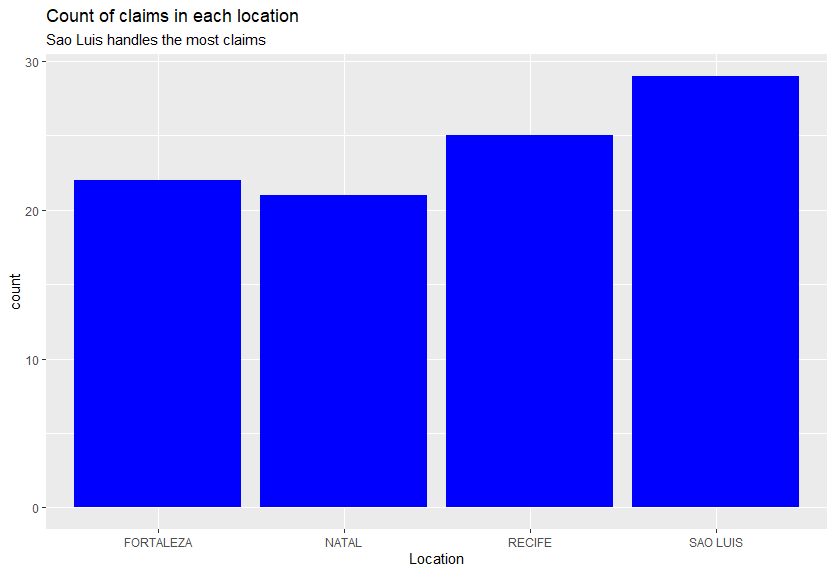 Count of claims in each location
Sao Luis handles the most claims
30
20
10
0
count
FORTALEZA
NATAL
RECIFE
SAO LUIS
Location